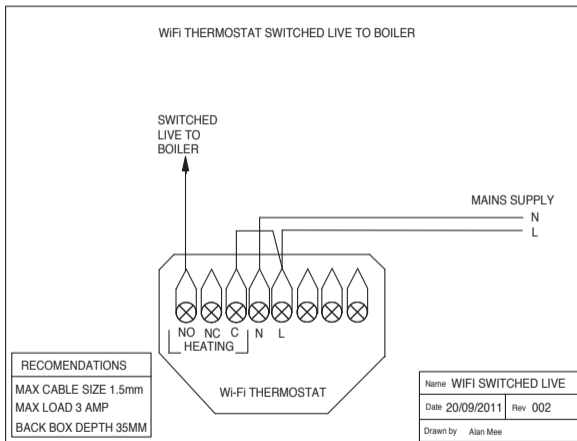 WiFi THERMOSTAT SWITCHED LIVE TO BOILER
SWITCHED
LIVE TO
BOILER
MAINS SUPPLY
N
L
NO NC C N L
HEATING
Wi-Fi THERMOSTAT
RECOMENDATIONS
MAX CABLE SIZE 1.5mm
MAX LOAD 3 AMP
BACK BOX DEPTH 35MM
Name WIFI SWITCHED LIVE
Date 20/09/2011 Rev 002
Drawn by Alan Mee